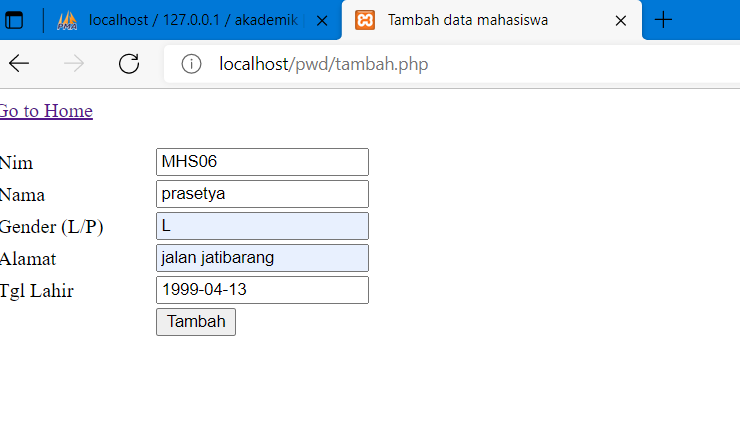 localhost / 127.0.0.1 / akademik
Tambah data mahasiswa
localhost/pwd/tambah.php
Go to Home
Nim MHS06
Nama prasetya
Gender (L/P) L
Alamat jalan jatibarang
Tgl Lahir 1999-04-13
Tambah